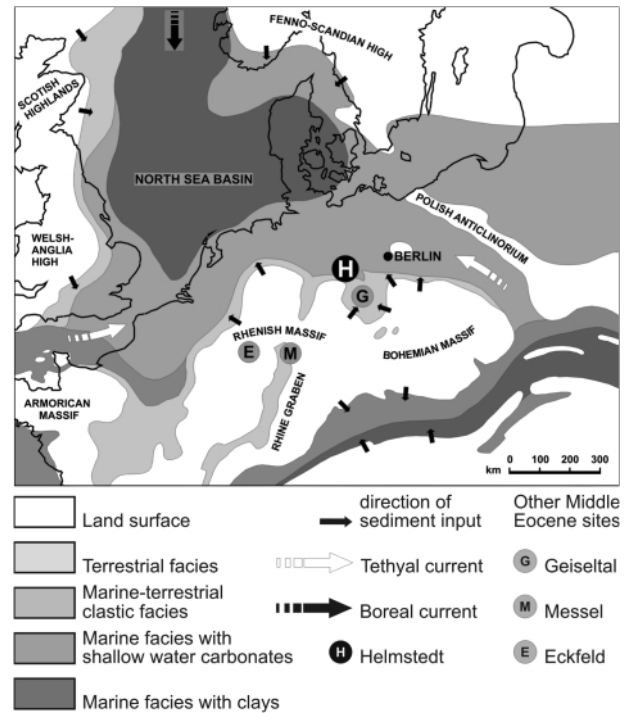 FENNO-SCANDIAN HIGH
SCOTISH
HIGHLANDS
NORTH SEA BASIN
POLISH ANTICLINORIUM
WELSH-
ANGLIA
HIGH
H
BERLIN
G
RHENISH MASSIF
E
M
BOHEMIAN MASSIF
ARMORICAN
MASSIF
RHINE GRABEN
km 0 100 200 300
Land surface
direction of
sediment input
Other Middle
Eocene sites
Terrestrial facies
Tethyal current
G Geiseltal
Marine-terrestrial
clastic facies
Boreal current
M Messel
Marine facies with
shallow water carbonates
H Helmstedt
E Eckfeld
Marine facies with clays